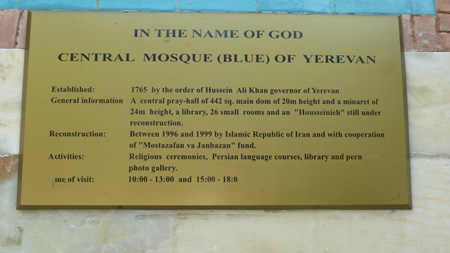 IN THE NAME OF GOD
CENTRAL MOSQUE (BLUE) OF YEREVAN
Established: 1765 by the order of Hussein Ali Khan governor of Yerevan
General information A central pray-hall of 442 sq. main dom of 20m height and a minaret of
24m height, a library, 26 small rooms and an "Housseinieh" still under
reconstruction.
Reconstruction: Between 1996 and 1999 by Islamic Republic of Iran and with cooperation
of "Mostazafan va Janbazan" fund.
Activities: Religious ceremonies, Persian language courses, library and pern
photo gallery.
me of visit: 10:00 - 13:00 and 15:00 - 18:0